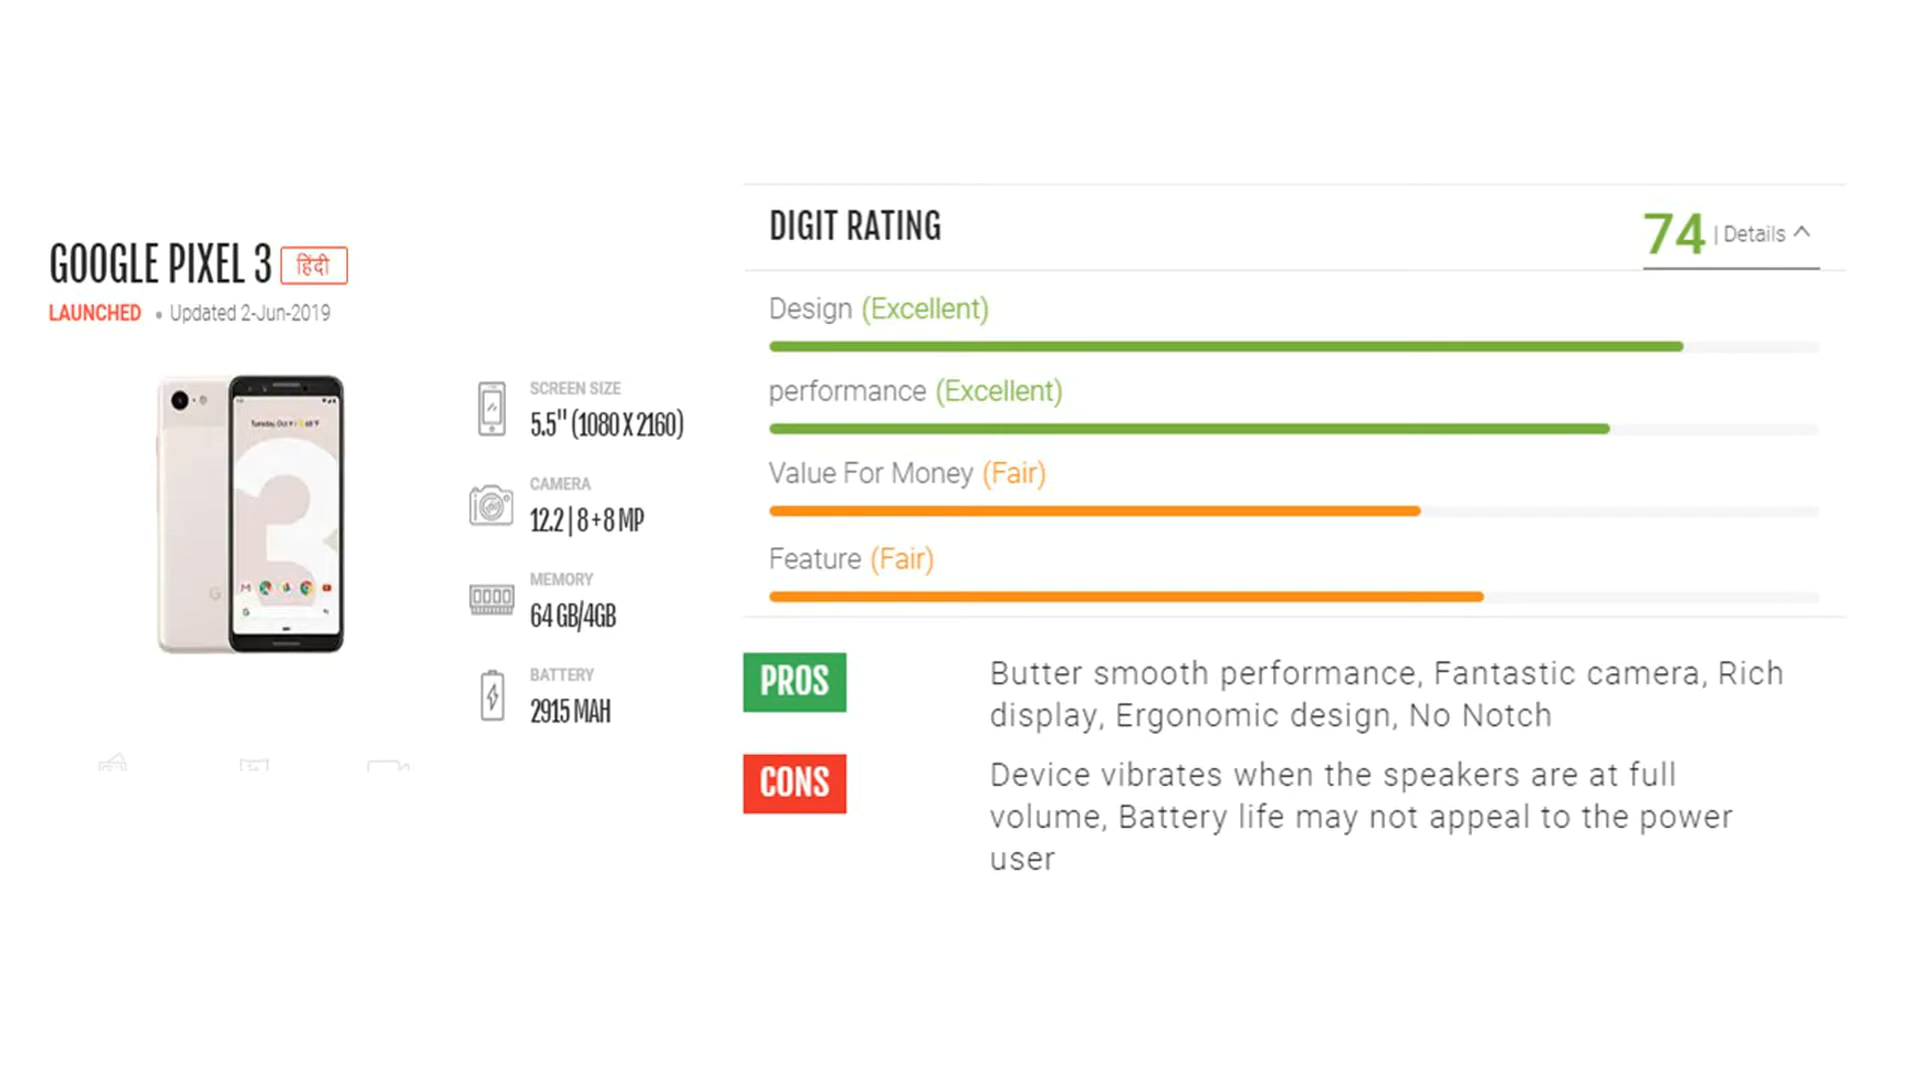 GOOGLE PIXEL 3 हिंदी
LAUNCHED • Updated 2-Jun-2019
SCREEN SIZE
5.5" (1080 X 2160)
CAMERA
12.2 | 8 + 8 MP
MEMORY
64 GB/4GB
BATTERY
2915 MAH
DIGIT RATING
74 | Details
Design (Excellent)
performance (Excellent)
Value For Money (Fair)
Feature (Fair)
PROS
Butter smooth performance, Fantastic camera, Rich
display, Ergonomic design, No Notch
CONS
Device vibrates when the speakers are at full
volume, Battery life may not appeal to the power
user